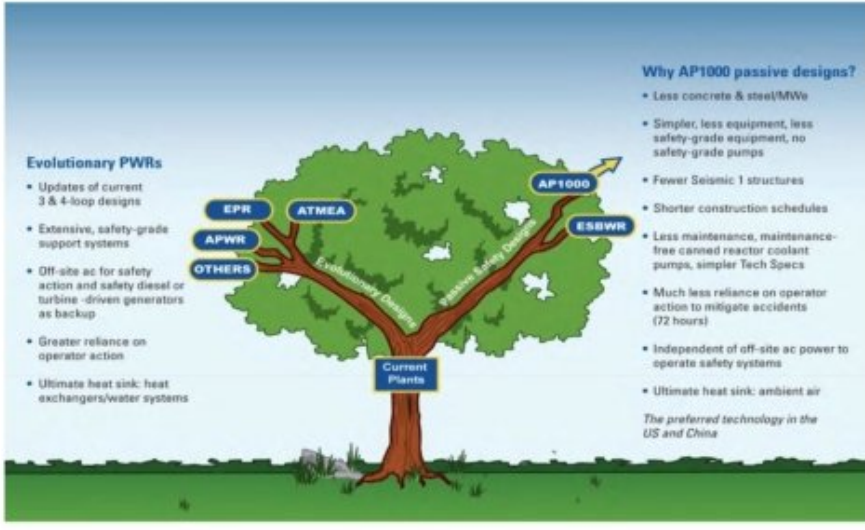 Why AP1000 passive designs?
• Less concrete & steel/MWe
• Simpler, less equipment, less
safety-grade equipment, no
safety-grade pumps
• Fewer Seismic 1 structures
• Shorter construction schedules
• Less maintenance, maintenance-
free canned reactor coolant
pumps, simpler Tech Specs
• Much less reliance on operator
action to mitigate accidents
(72 hours)
• Independent of off-site ac power to
operate safety systems
• Ultimate heat sink: ambient air
The preferred technology in the
US and China
Evolutionary PWRs
• Updates of current
3 & 4-loop designs
• Extensive, safety-grade
support systems
• Off-site ac for safety
action and safety diesel or
turbine -driven generators
as backup
• Greater reliance on
operator action
• Ultimate heat sink: heat
exchangers/water systems
EPR
ATMEA
APWR
OTHERS
AP1000
ESBWR
Evolutionary Designs
Passive Safety Designs
Current
Plants